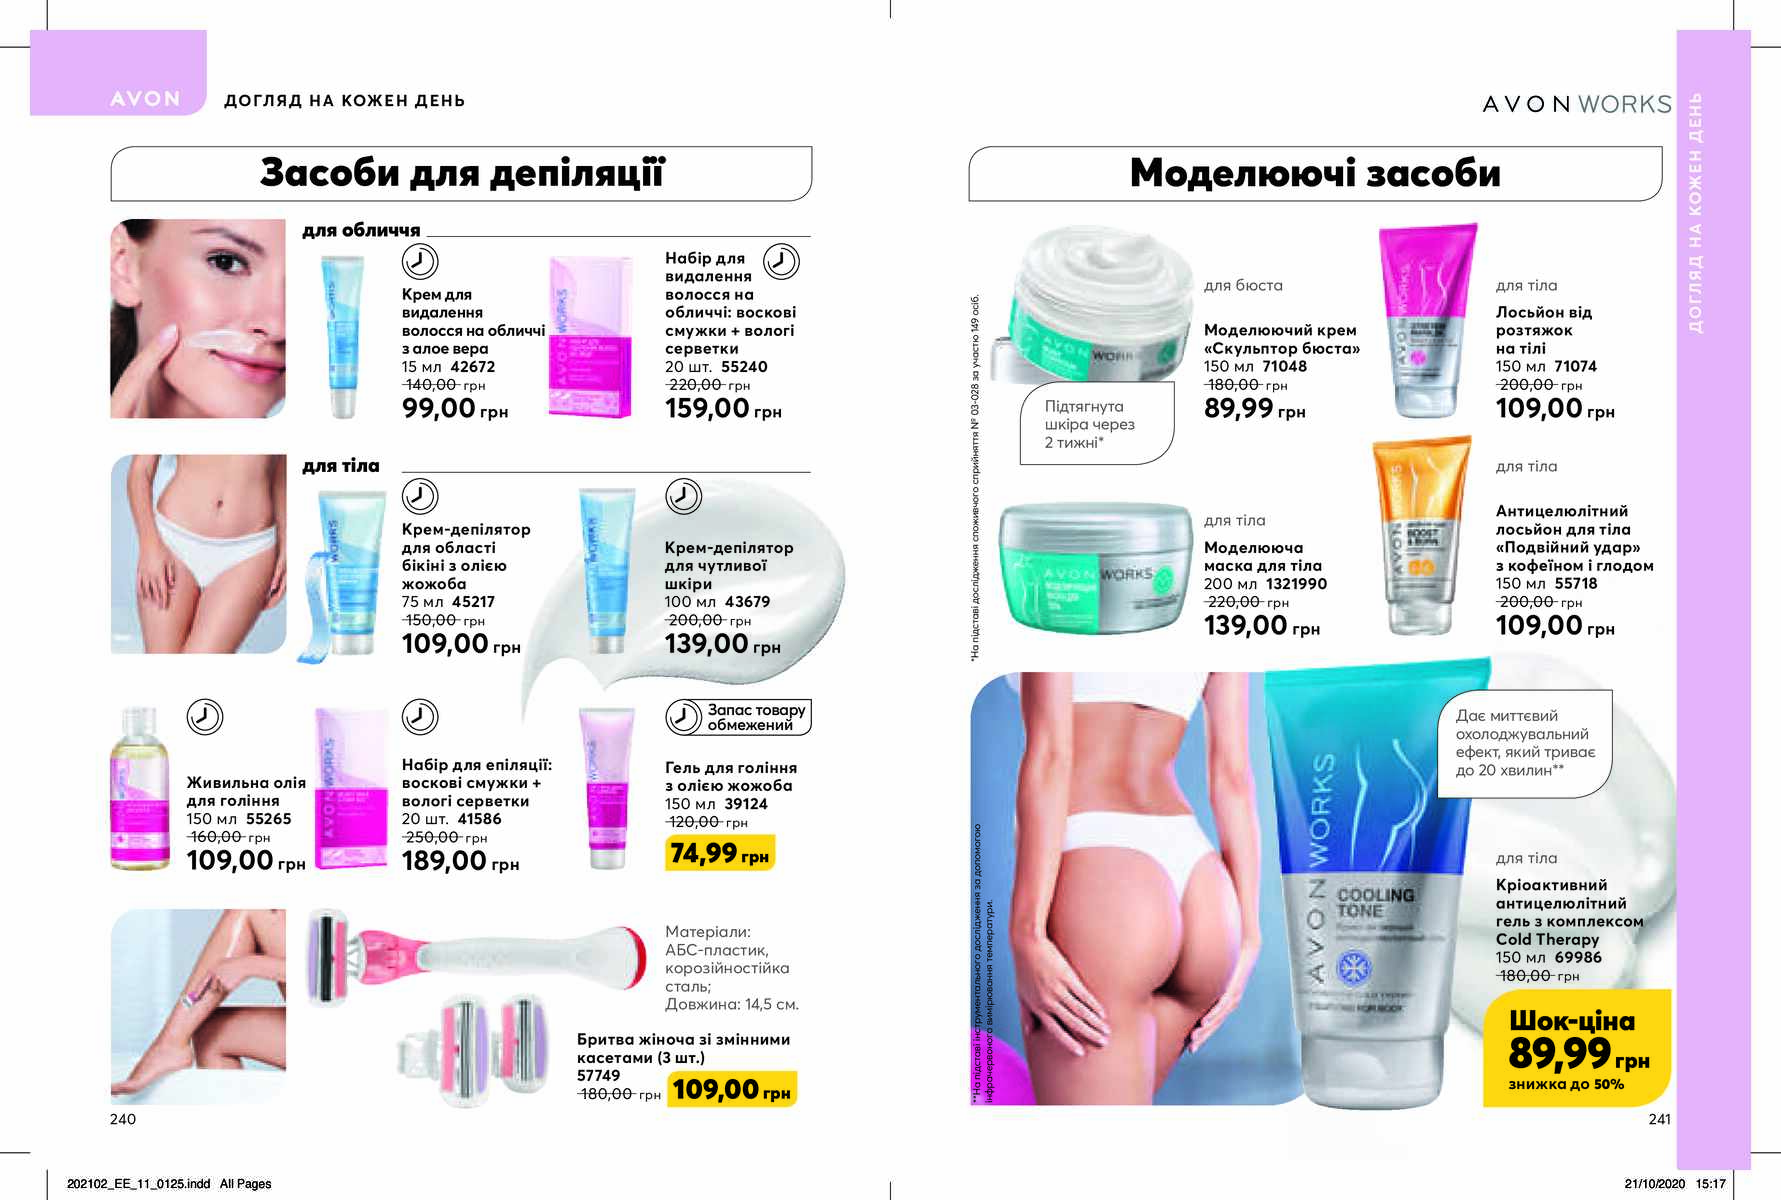 AVON
ДОГЛЯД НА КОЖЕН ДЕНЬ
Засоби для депіляції
для обличчя
Крем для
видалення
волосся на обличчі
з алое вера
15 мл 42672
140,00 грн
99,00 грн
Набір для
видалення
волосся на
обличчі: воскові
смужки + вологі
серветки
20 шт. 55240
220,00 грн
159,00 грн
для тіла
Крем-депілятор
для області
бікіні з олією
жожоба
75 мл 45217
150,00 грн
109,00 грн
Крем-депілятор
для чутливої
шкіри
100 мл 43679
200,00 грн
139,00 грн
Живильна олія
для гоління
150 мл 55265
160,00 грн
109,00 грн
Набір для епіляції:
воскові смужки +
вологі серветки
20 шт. 41586
250,00 грн
189,00 грн
Запас товару
обмежений
Гель для гоління
з олією жожоба
150 мл 39124
120,00 грн
74,99 грн
Матеріали:
АБС-пластик,
корозійностійка
сталь;
Довжина: 14,5 см.
Бритва жіноча зі змінними
касетами (3 шт.)
57749
180,00 грн 109,00 грн
240
AVON WORKS
ДОГЛЯД НА КОЖЕН ДЕНЬ
Моделюючі засоби
для бюста
Моделюючий крем
«Скульптор бюста»
150 мл 71048
180,00 грн
89,99 грн
Підтягнута
шкіра через
2 тижні*
для тіла
Лосьйон від
розтяжок
на тілі
150 мл 71074
200,00 грн
109,00 грн
для тіла
Моделююча
маска для тіла
200 мл 1321990
220,00 грн
139,00 грн
для тіла
Антицелюлітний
лосьйон для тіла
«Подвійний удар»
з кофеїном і глодом
150 мл 55718
200,00 грн
109,00 грн
*На підставі дослідження споживчого сприйняття № 03-028 за участю 149 осіб.
Дає миттєвий
охолоджувальний
ефект, який триває
до 20 хвилин**
AVON WORKS
COOLING
TONE
для тіла
Кріоактивний
антицелюлітний
гель з комплексом
Cold Therapy
150 мл 69986
180,00 грн
Шок-ціна
89,99 грн
знижка до 50%
**На підставі інструментального дослідження за допомогою
інфрачервоного вимірювання температури.
241
202102_EE_11_0125.indd All Pages
21/10/2020 15:17